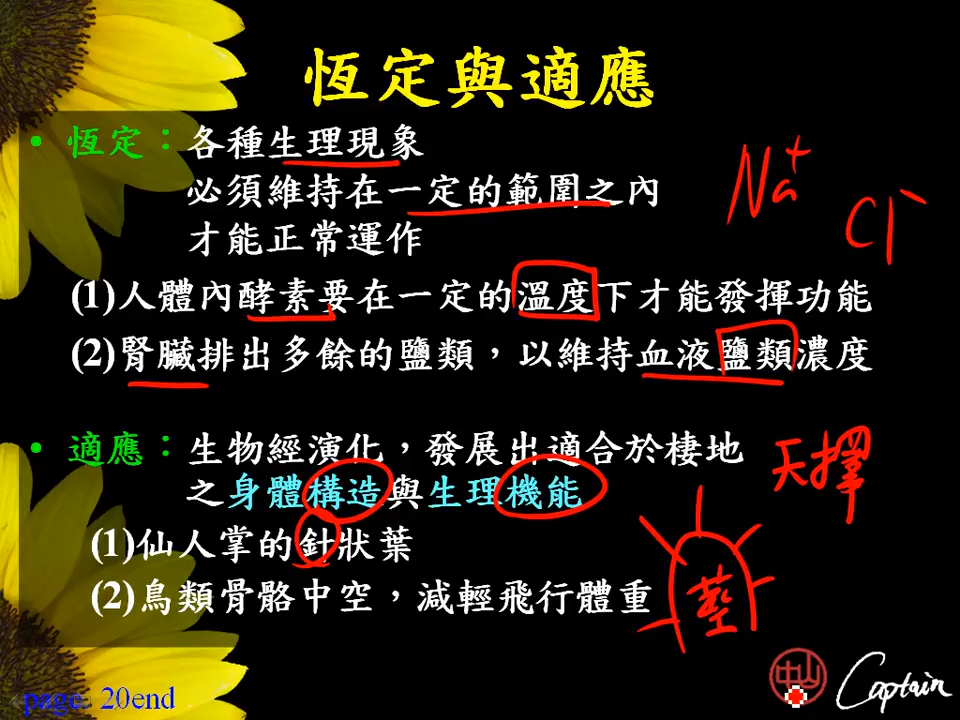 恆定與適應
• 恆定：各種生理現象
必須維持在一定的範圍之內
才能正常運作
Na+
Cl-
(1)人體內酵素要在一定的溫度下才能發揮功能
(2)腎臟排出多餘的鹽類，以維持血液鹽類濃度
• 適應：生物經演化，發展出適合於棲地
之身體構造與生理機能
天擇
(1)仙人掌的針狀葉
(2)鳥類骨骼中空，減輕飛行體重
莖
中山
Captain
page 20end